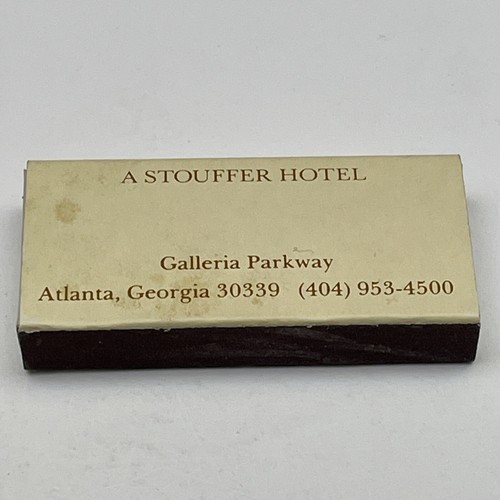 A STOUFFER HOTEL
Galleria Parkway
Atlanta, Georgia 30339 (404) 953-4500